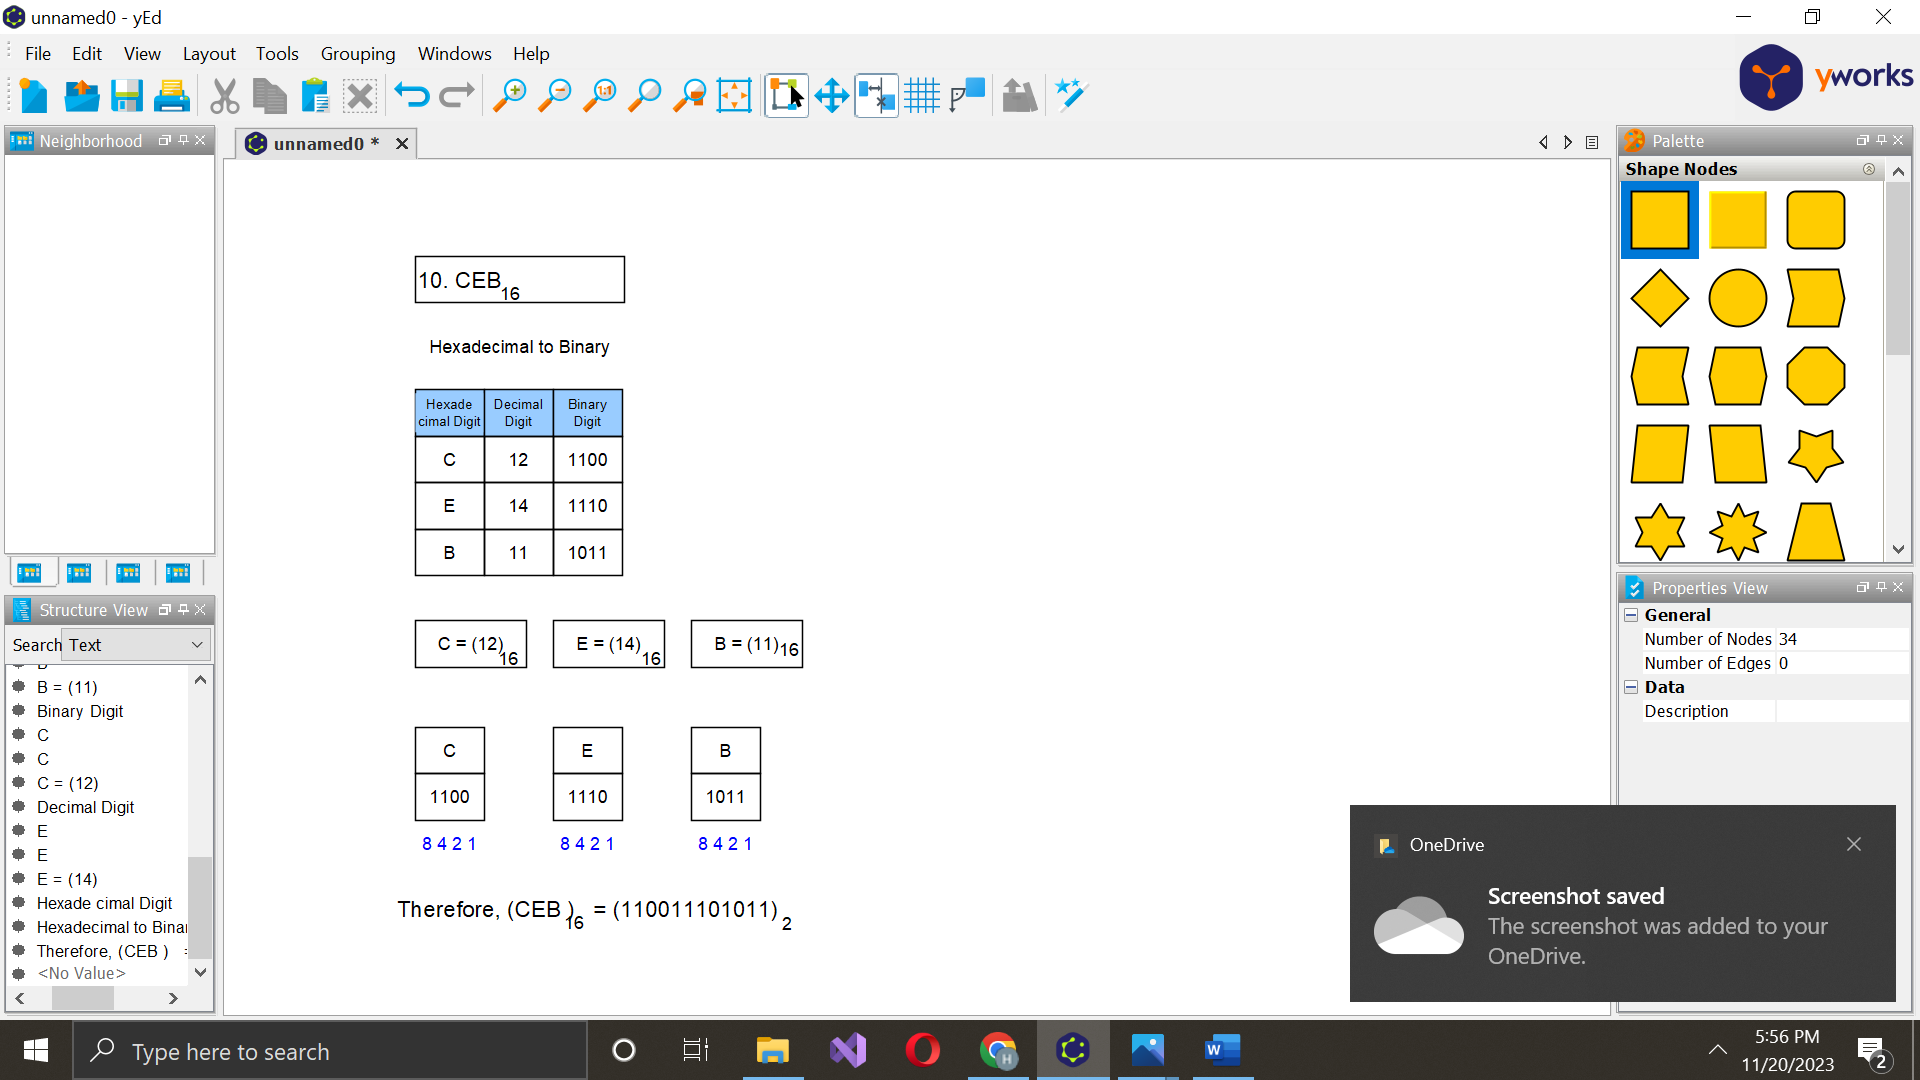 unnamed0 - yEd
File Edit View Layout Tools Grouping Windows Help
yworks
Neighborhood
unnamed0 *
Palette
Shape Nodes
10. CEB16
Hexadecimal to Binary
Hexade cimal Digit Decimal Digit Binary Digit
C 12 1100
E 14 1110
B 11 1011
C = (12)16 E = (14)16 B = (11)16
C E B
1100 1110 1011
8 4 2 1 8 4 2 1 8 4 2 1
Therefore, (CEB )16 = (110011101011)2
Structure View
Search Text
B
B = (11)
Binary Digit
C
C
C = (12)
Decimal Digit
E
E
E = (14)
Hexade cimal Digit
Hexadecimal to Binar
Therefore, (CEB ) =
<No Value>
Properties View
General
Number of Nodes 34
Number of Edges 0
Data
Description
OneDrive
Screenshot saved
The screenshot was added to your
OneDrive.
Type here to search
H
W
5:56 PM
11/20/2023
2